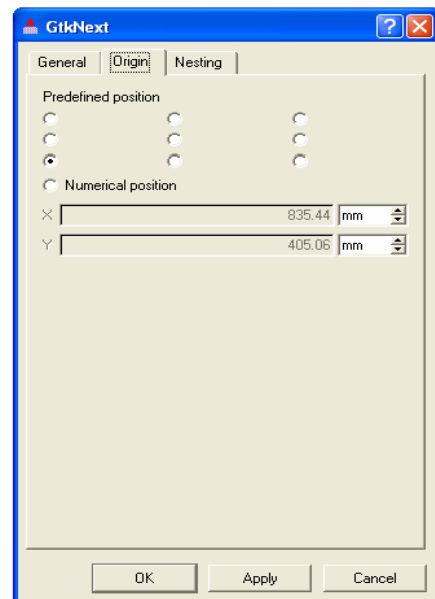 GtkNext
General Origin Nesting
Predefined position
Numerical position
X 835.44 mm
Y 405.06 mm
OK Apply Cancel